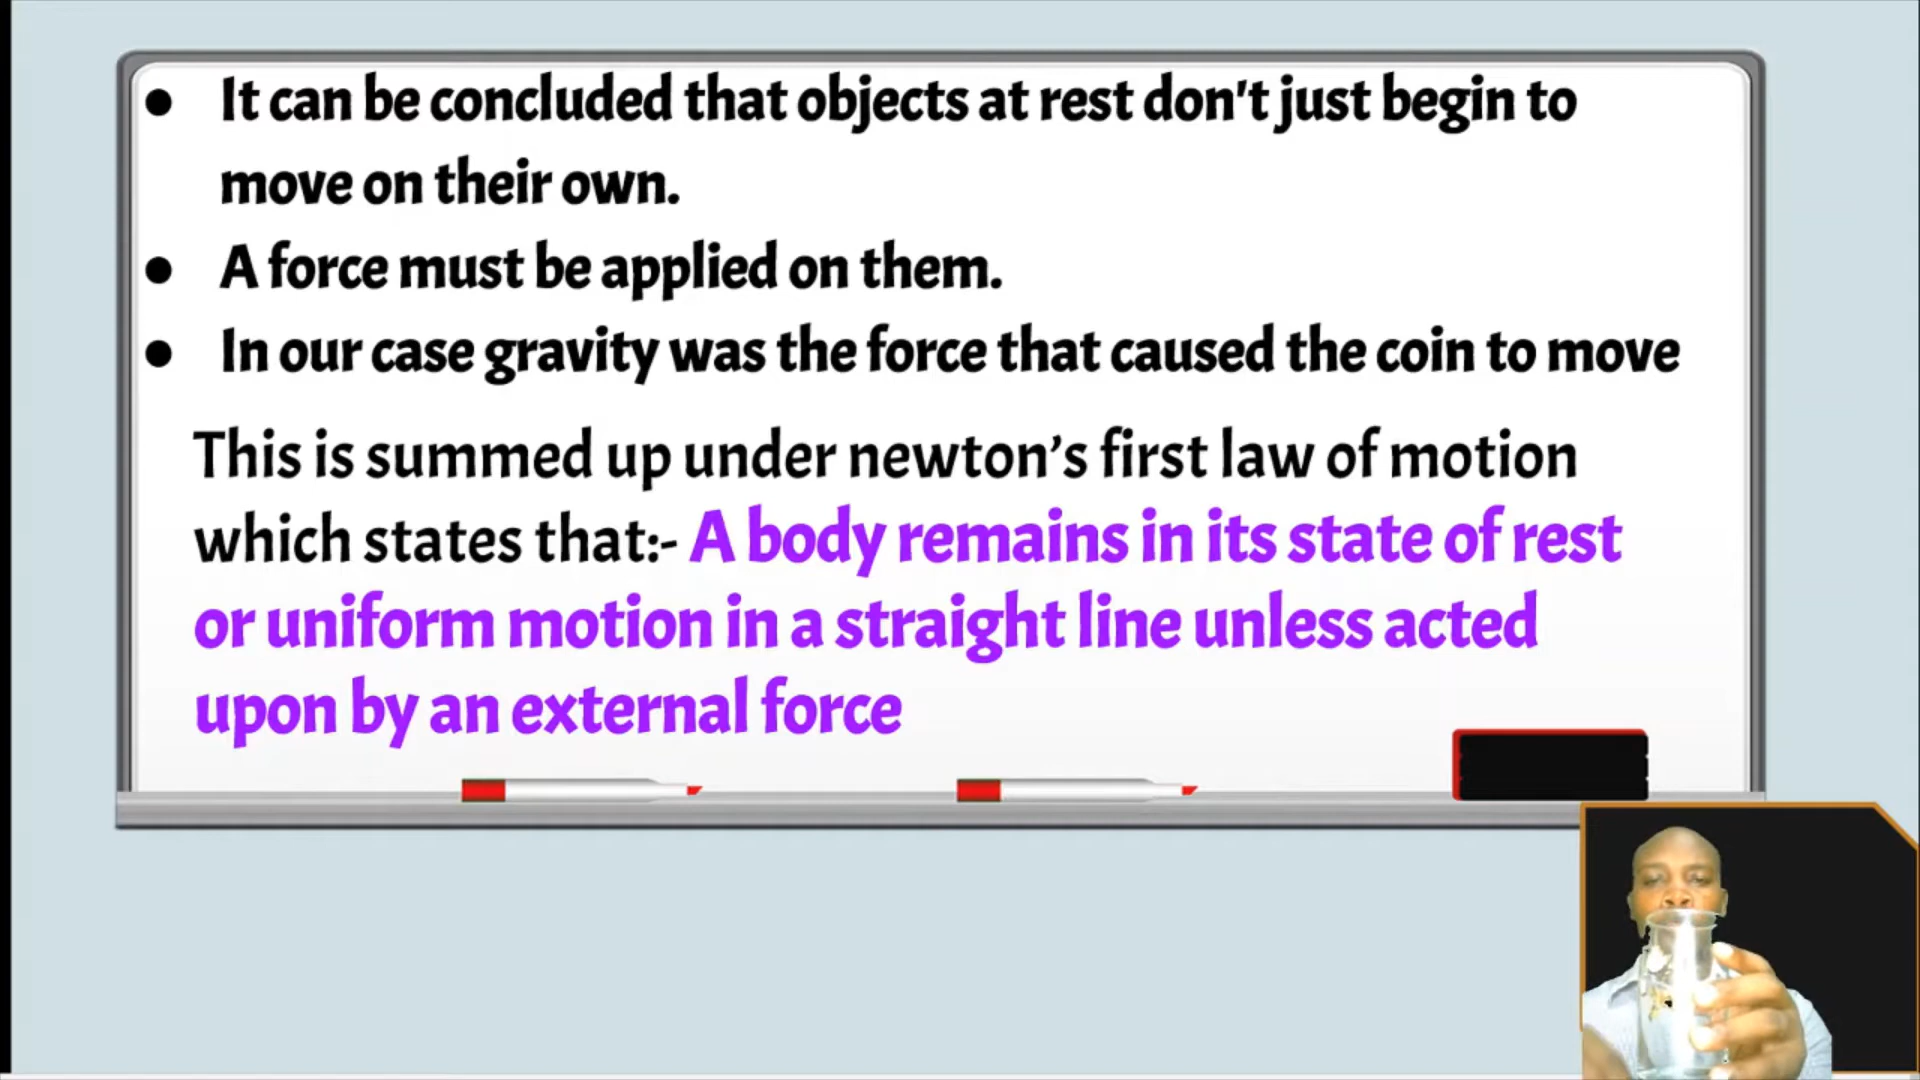 ● It can be concluded that objects at rest don't just begin to
move on their own.
● A force must be applied on them.
● In our case gravity was the force that caused the coin to move
This is summed up under newton’s first law of motion
which states that:- A body remains in its state of rest
or uniform motion in a straight line unless acted
upon by an external force